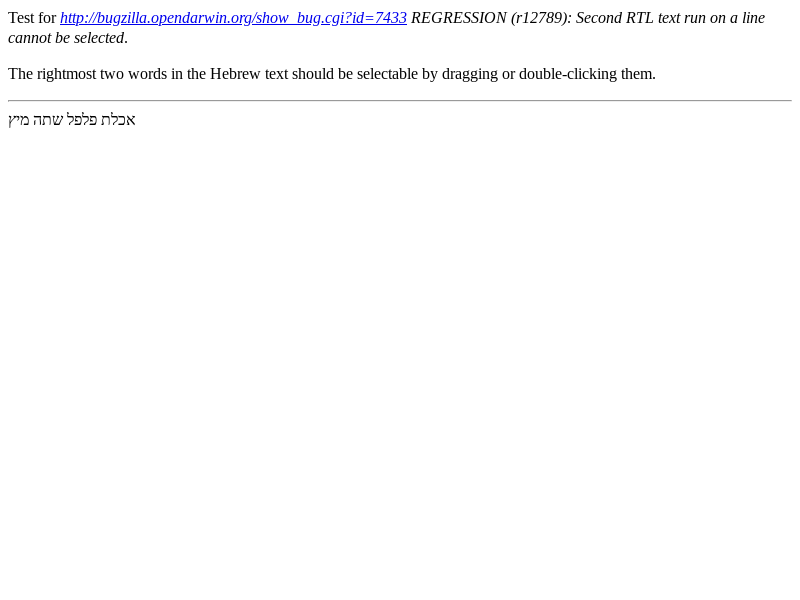 Test for http://bugzilla.opendarwin.org/show_bug.cgi?id=7433 REGRESSION (r12789): Second RTL text run on a line
cannot be selected.
The rightmost two words in the Hebrew text should be selectable by dragging or double-clicking them.
אכלת פלפל שתה מיץ